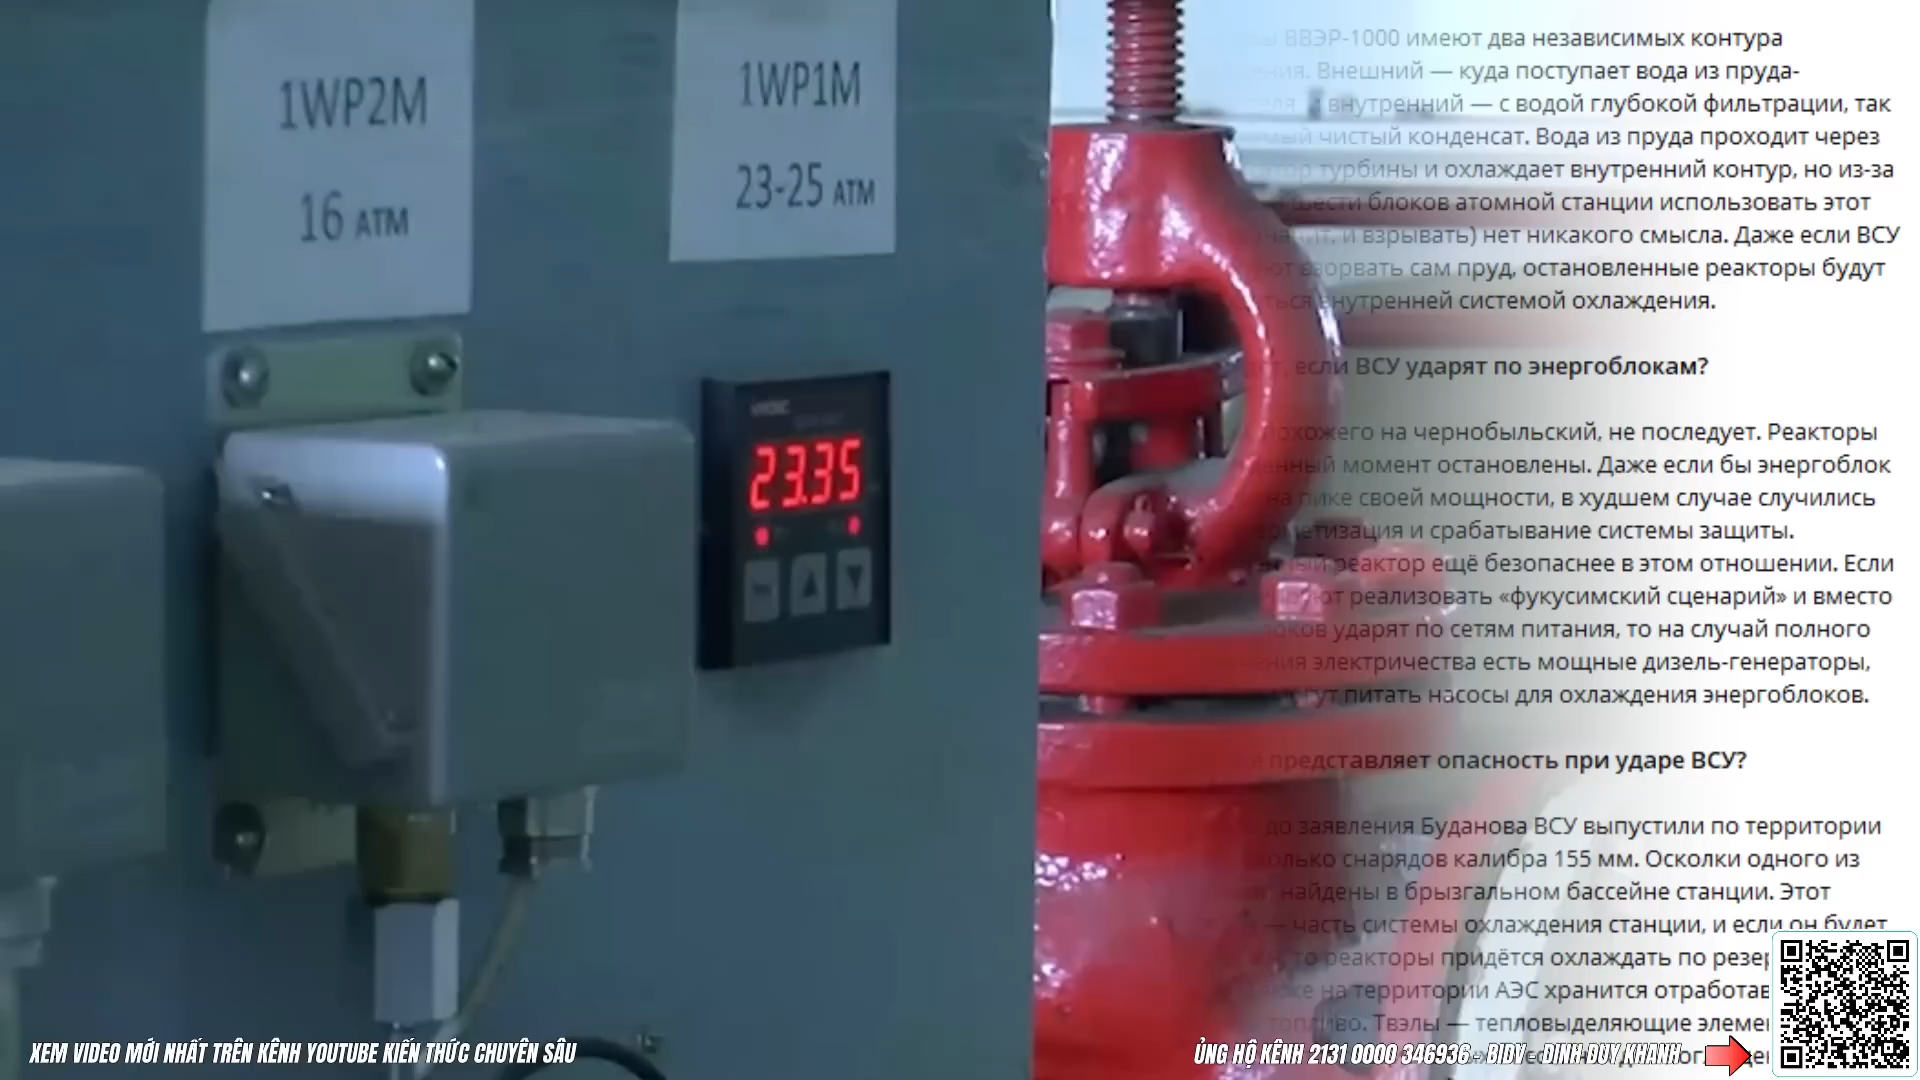 1WP2M
16 АТМ
1WP1M
23-25 АТМ
23.35
ВВЭР-1000 имеют два независимых контура
Внешний — куда поступает вода из пруда-
внутренний — с водой глубокой фильтрации, так
чистый конденсат. Вода из пруда проходит через
турбины и охлаждает внутренний контур, но из-за
шести блоков атомной станции использовать этот
и взрывать) нет никакого смысла. Даже если ВСУ
взорвать сам пруд, остановленные реакторы будут
внутренней системой охлаждения.
если ВСУ ударят по энергоблокам?
похожего на чернобыльский, не последует. Реакторы
момент остановлены. Даже если бы энергоблок
на пике своей мощности, в худшем случае случились
и срабатывание системы защиты.
реактор ещё безопаснее в этом отношении. Если
реализовать «фукусимский сценарий» и вместо
ударят по сетям питания, то на случай полного
электричества есть мощные дизель-генераторы,
питать насосы для охлаждения энергоблоков.
представляет опасность при ударе ВСУ?
до заявления Буданова ВСУ выпустили по территории
снарядов калибра 155 мм. Осколки одного из
найдены в брызгальном бассейне станции. Этот
— часть системы охлаждения станции, и если он будет
то реакторы придётся охлаждать по
на территории АЭС хранится
Твэлы — тепловыделяющие
XEM VIDEO MỚI NHẤT TRÊN KÊNH YOUTUBE KIẾN THỨC CHUYÊN SÂU
ỦNG HỘ KÊNH 2131 0000 346936 - BIDV - DINH DUY KHANH